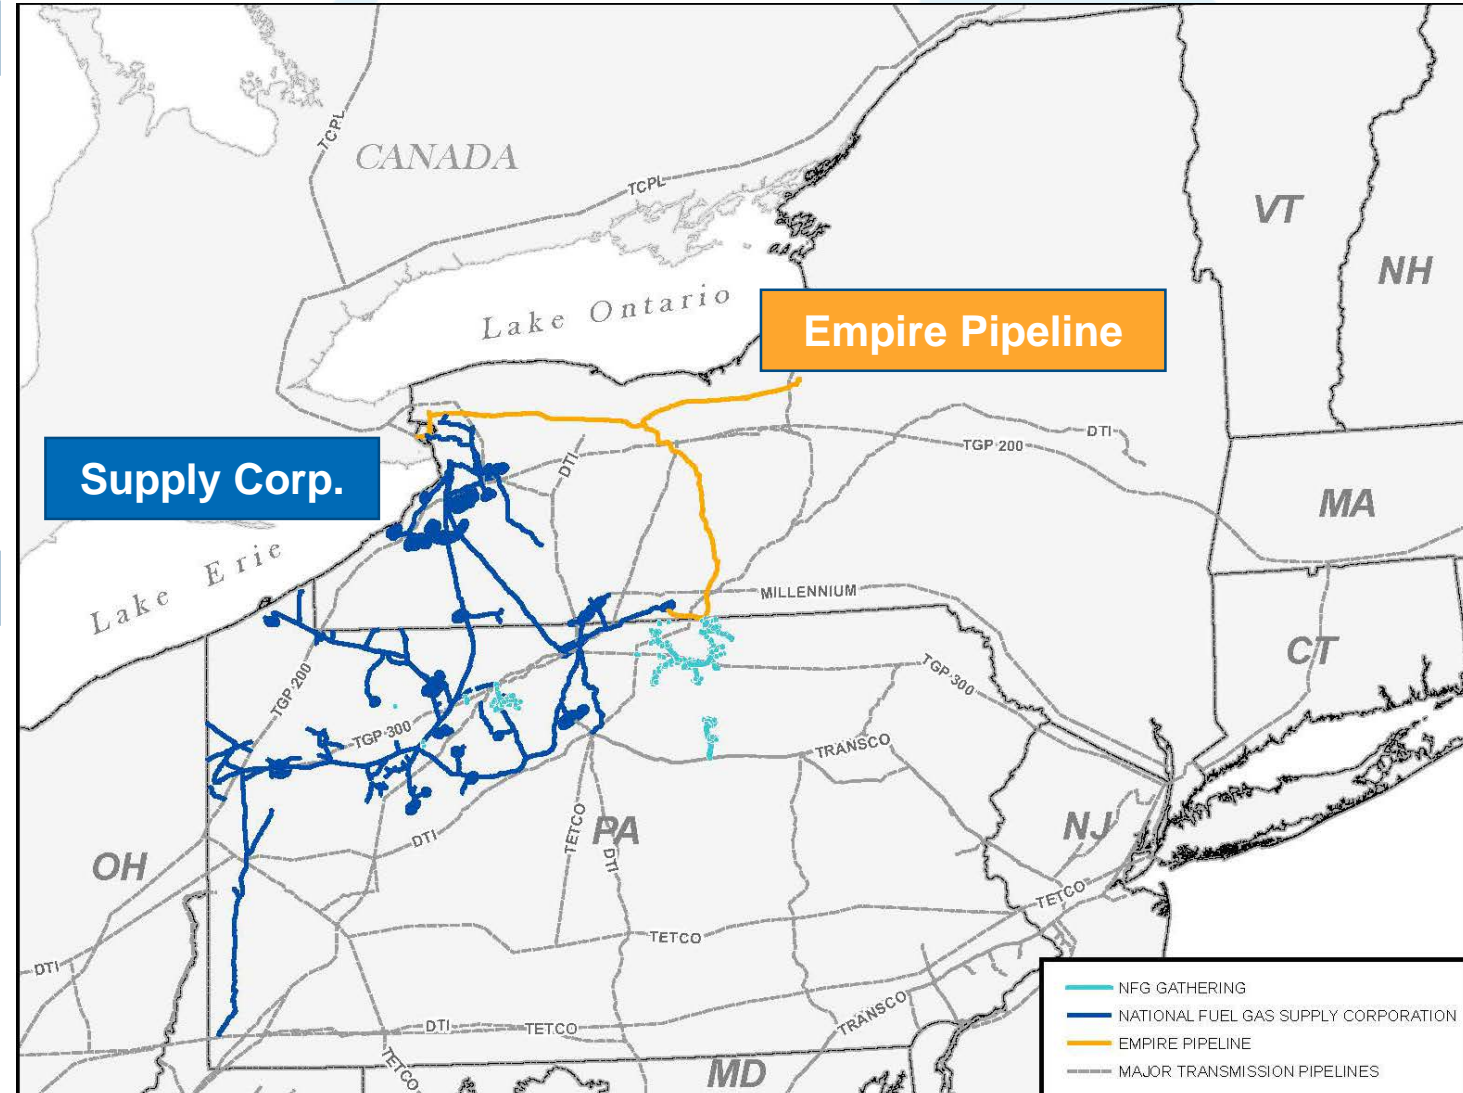 TCPL
CANADA
TCPL
VT
NH
Lake Ontario
Empire Pipeline
DTI
TGP 200
DTI
Supply Corp.
MA
Lake Erie
MILLENNIUM
CT
TGP 200
TGP 300
TGP 300
TRANSCO
NJ
OH
DTI
TETCO
PA
DTI
TETCO
TETCO
DTI
DTI
TETCO
TRANSCO
TETCO
MD
NFG GATHERING
NATIONAL FUEL GAS SUPPLY CORPORATION
EMPIRE PIPELINE
MAJOR TRANSMISSION PIPELINES